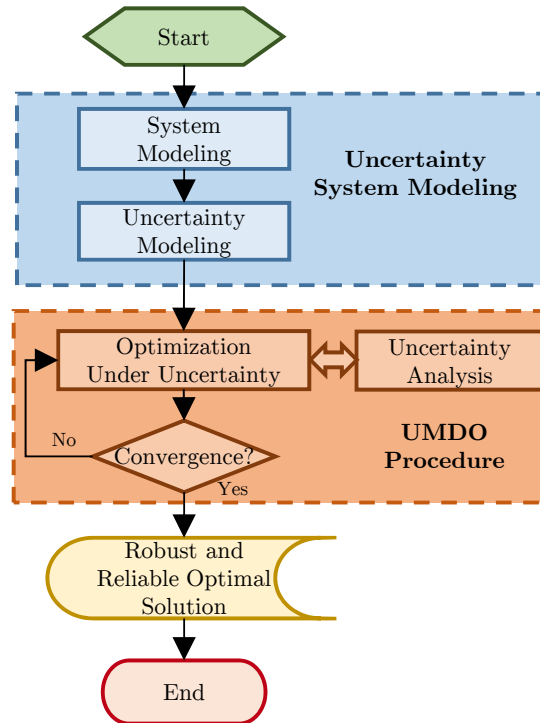 Start
System
Modeling
Uncertainty
System Modeling
Uncertainty
Modeling
Optimization
Under Uncertainty
Uncertainty
Analysis
Convergence?
No
Yes
UMDO
Procedure
Robust and
Reliable Optimal
Solution
End